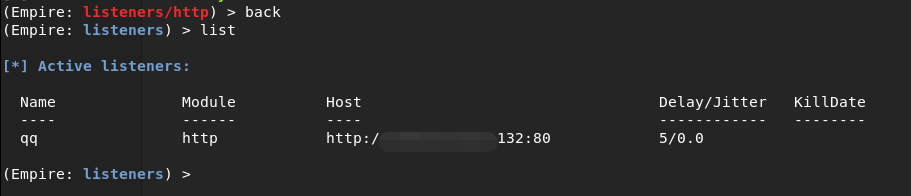 (Empire: listeners/http) > back
(Empire: listeners) > list
[*] Active listeners:
Name Module Host Delay/Jitter KillDate
---- ------ ---- ------------ --------
qq http http:/ 132:80 5/0.0
(Empire: listeners) >